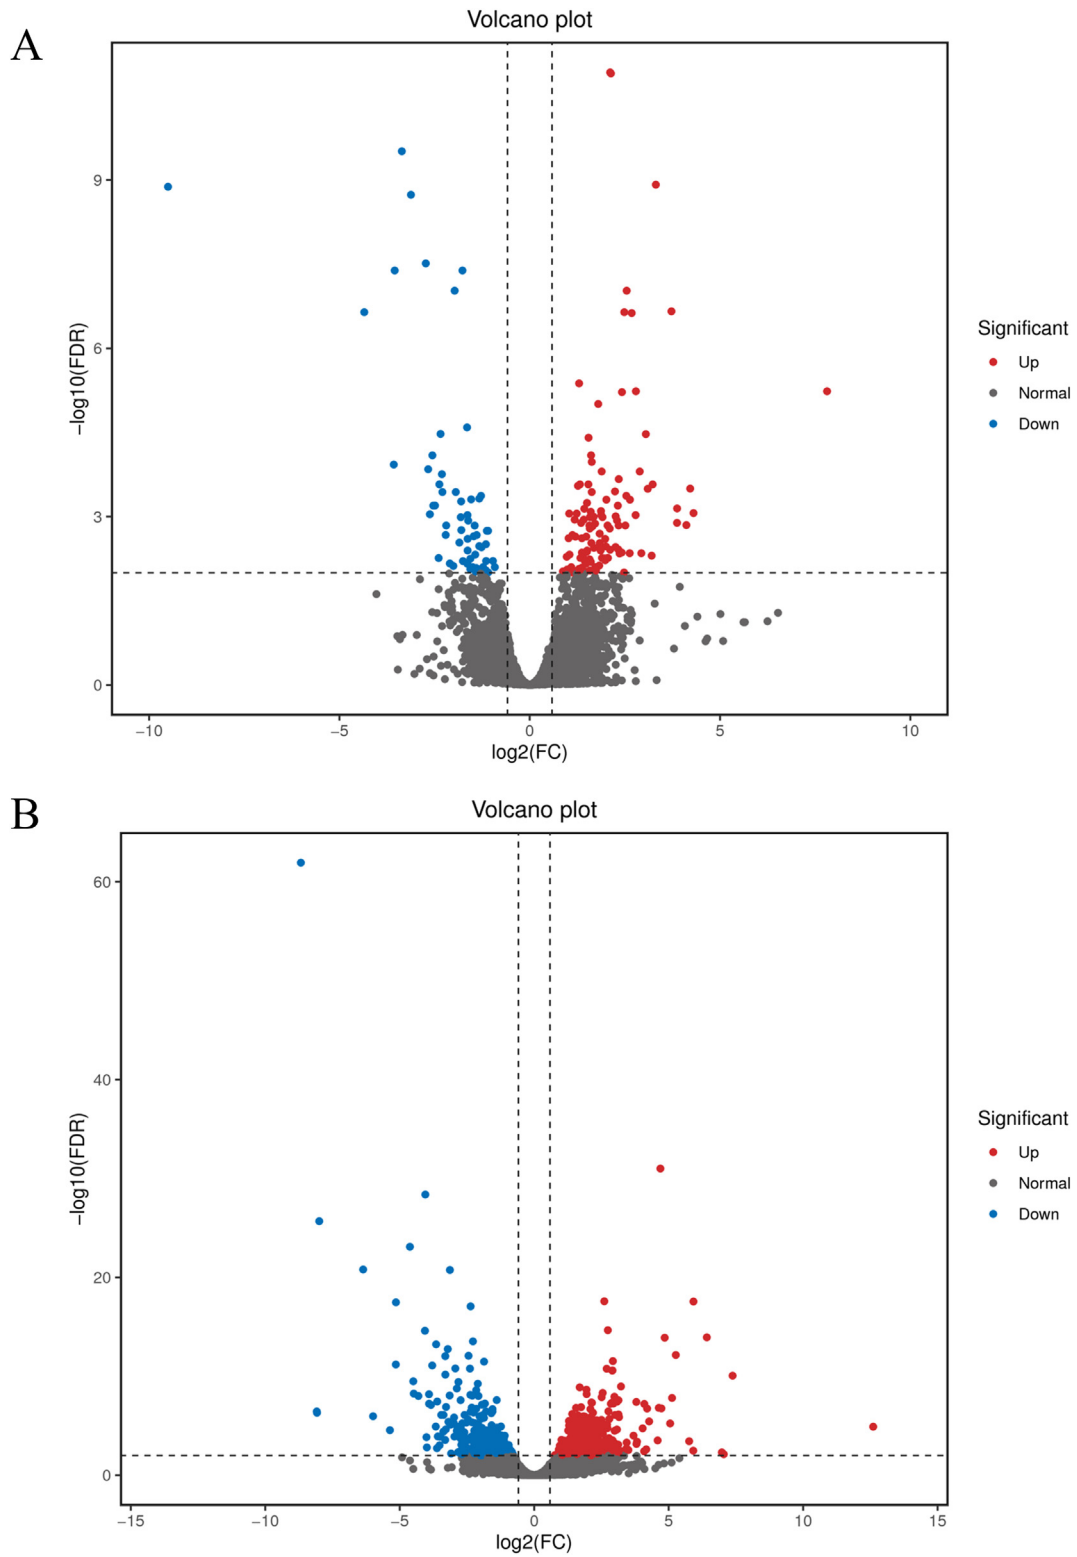 A
Volcano plot
−log10(FDR)
9
6
3
0
−10
−5
0
5
10
log2(FC)
Significant
Up
Normal
Down
B
Volcano plot
−log10(FDR)
60
40
20
0
−15
−10
−5
0
5
10
15
log2(FC)
Significant
Up
Normal
Down